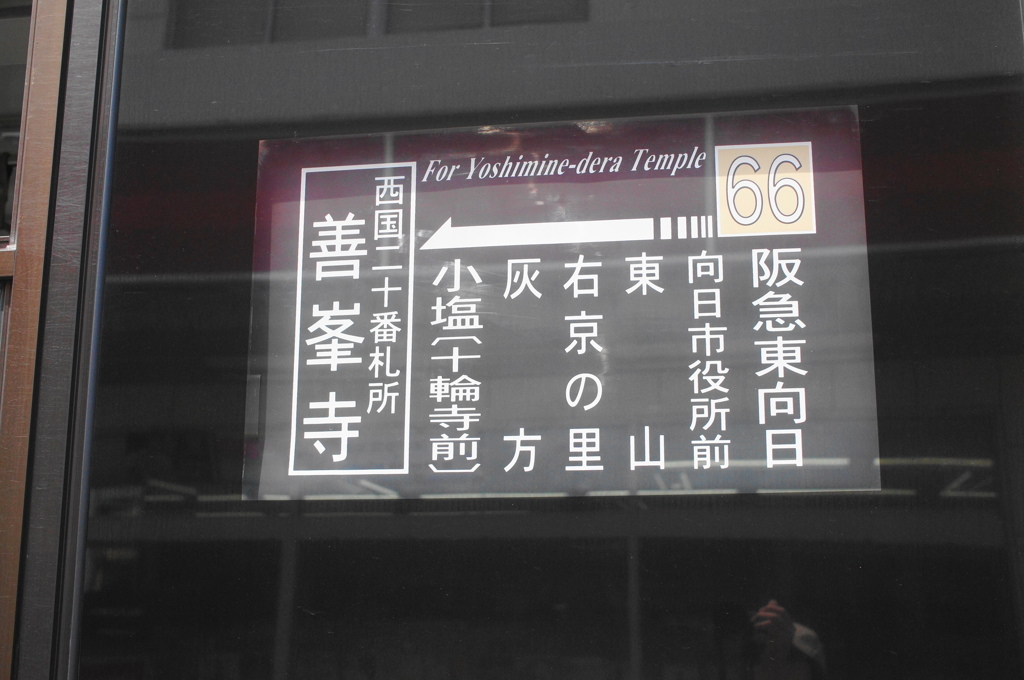 66
For Yoshimine-dera Temple
阪急東向日
向日市役所前
東山
右京の里
灰方
小塩(十輪寺前)
西国二十番札所
善峯寺